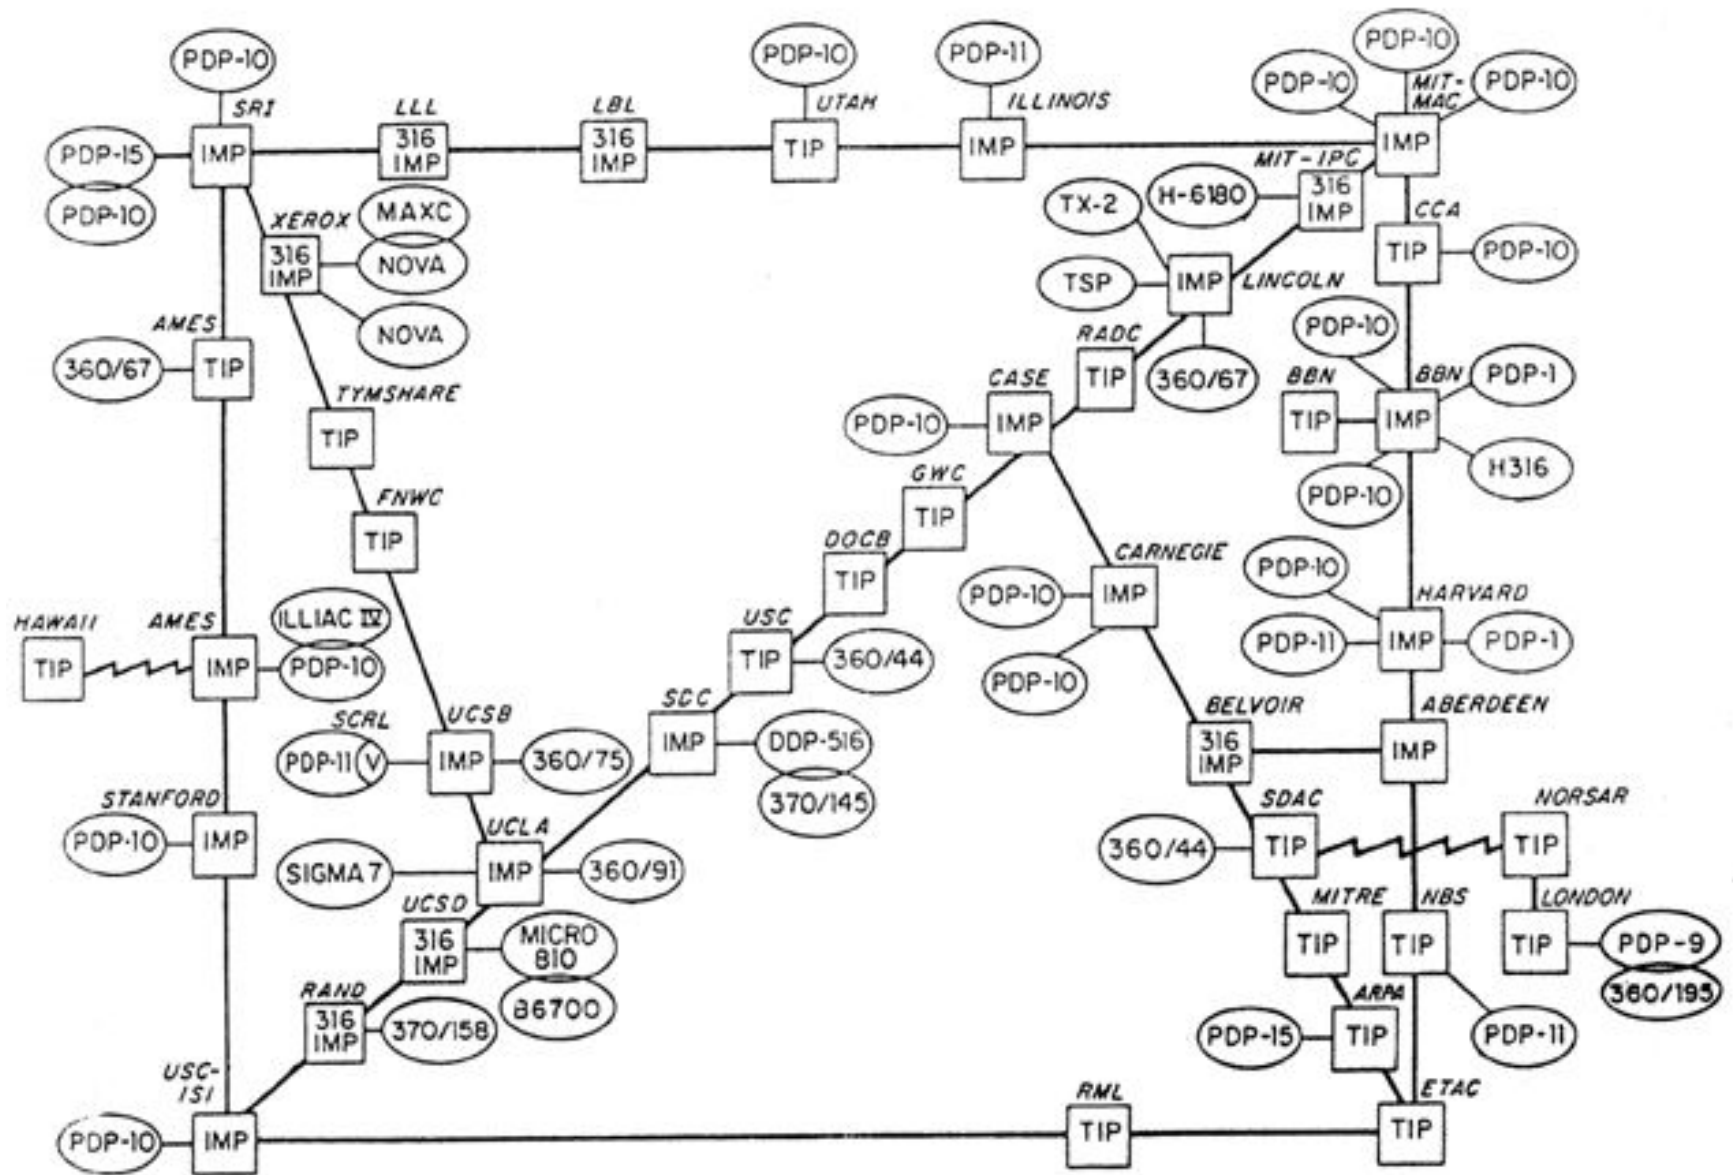 PDP-10
PDP-10
PDP-11
PDP-10
SRI
LLL
LBL
UTAH
ILLINOIS
PDP-10
MIT-
MAC
PDP-10
PDP-15
IMP
316
IMP
316
IMP
TIP
IMP
IMP
PDP-10
MIT-IPC
XEROX
MAXC
TX-2
H-6180
316
IMP
CCA
316
IMP
NOVA
TSP
IMP
LINCOLN
TIP
PDP-10
NOVA
AMES
360/67
TIP
RADC
TIP
360/67
PDP-10
TYMSHARE
TIP
CASE
PDP-10
IMP
BBN
TIP
BBN
IMP
PDP-1
PDP-10
H316
FNWC
TIP
GWC
TIP
DOCB
TIP
CARNEGIE
PDP-10
IMP
PDP-10
PDP-10
HARVARD
PDP-11
IMP
PDP-1
HAWAII
TIP
AMES
IMP
ILLIAC IV
PDP-10
USC
TIP
360/44
SCRL
PDP-11 V
UCSB
IMP
360/75
SDC
IMP
DDP-516
370/145
BELVOIR
316
IMP
ABERDEEN
IMP
STANFORD
PDP-10
IMP
UCLA
SIGMA 7
IMP
360/91
SDAC
360/44
TIP
NORSAR
TIP
UCSD
316
IMP
MICRO
810
B6700
MITRE
TIP
NBS
TIP
LONDON
TIP
PDP-9
360/195
RAND
316
IMP
370/158
ARPA
PDP-15
TIP
PDP-11
USC-
ISI
PDP-10
IMP
RML
TIP
ETAC
TIP